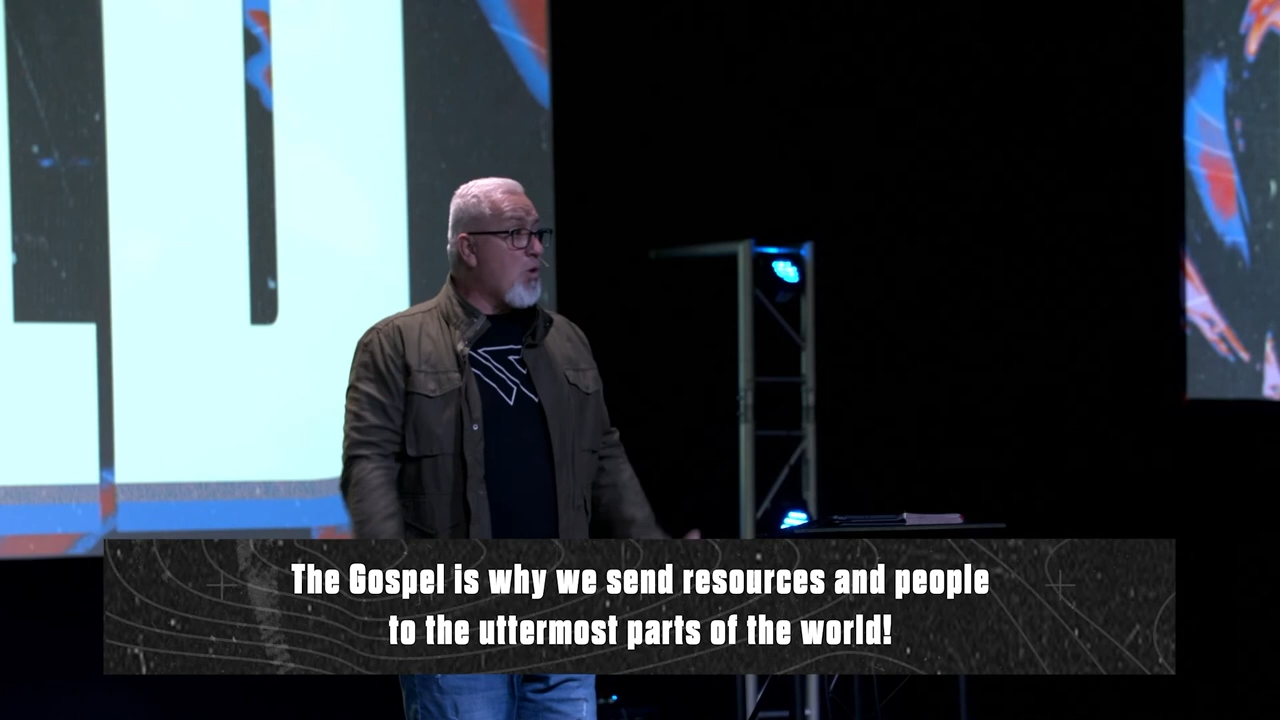 The Gospel is why we send resources and people
to the uttermost parts of the world!